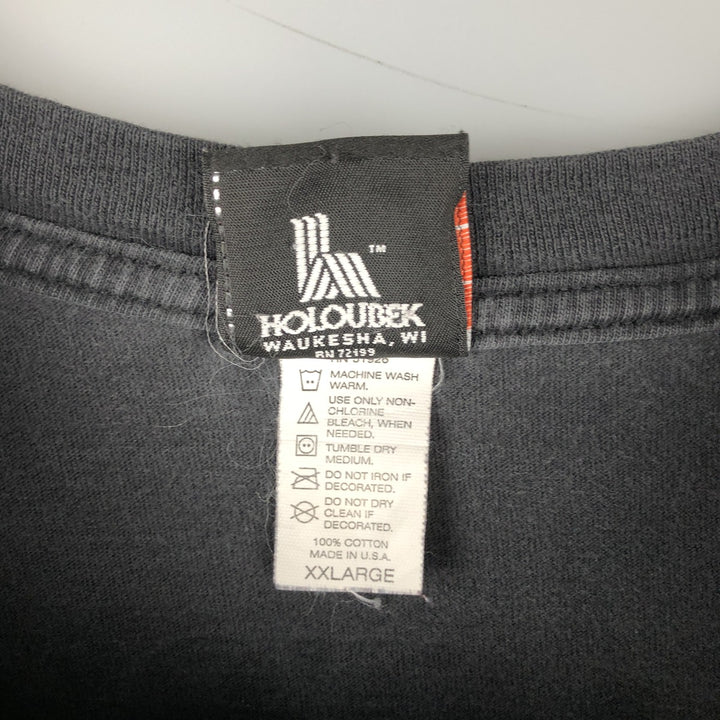 TM
HOLOUBEK
WAUKESHA, WI
RN 72199
MACHINE WASH
WARM.
USE ONLY NON-
CHLORINE
BLEACH, WHEN
NEEDED.
TUMBLE DRY
MEDIUM.
DO NOT IRON IF
DECORATED.
DO NOT DRY
CLEAN IF
DECORATED.
100% COTTON
MADE IN U.S.A.
XXLARGE